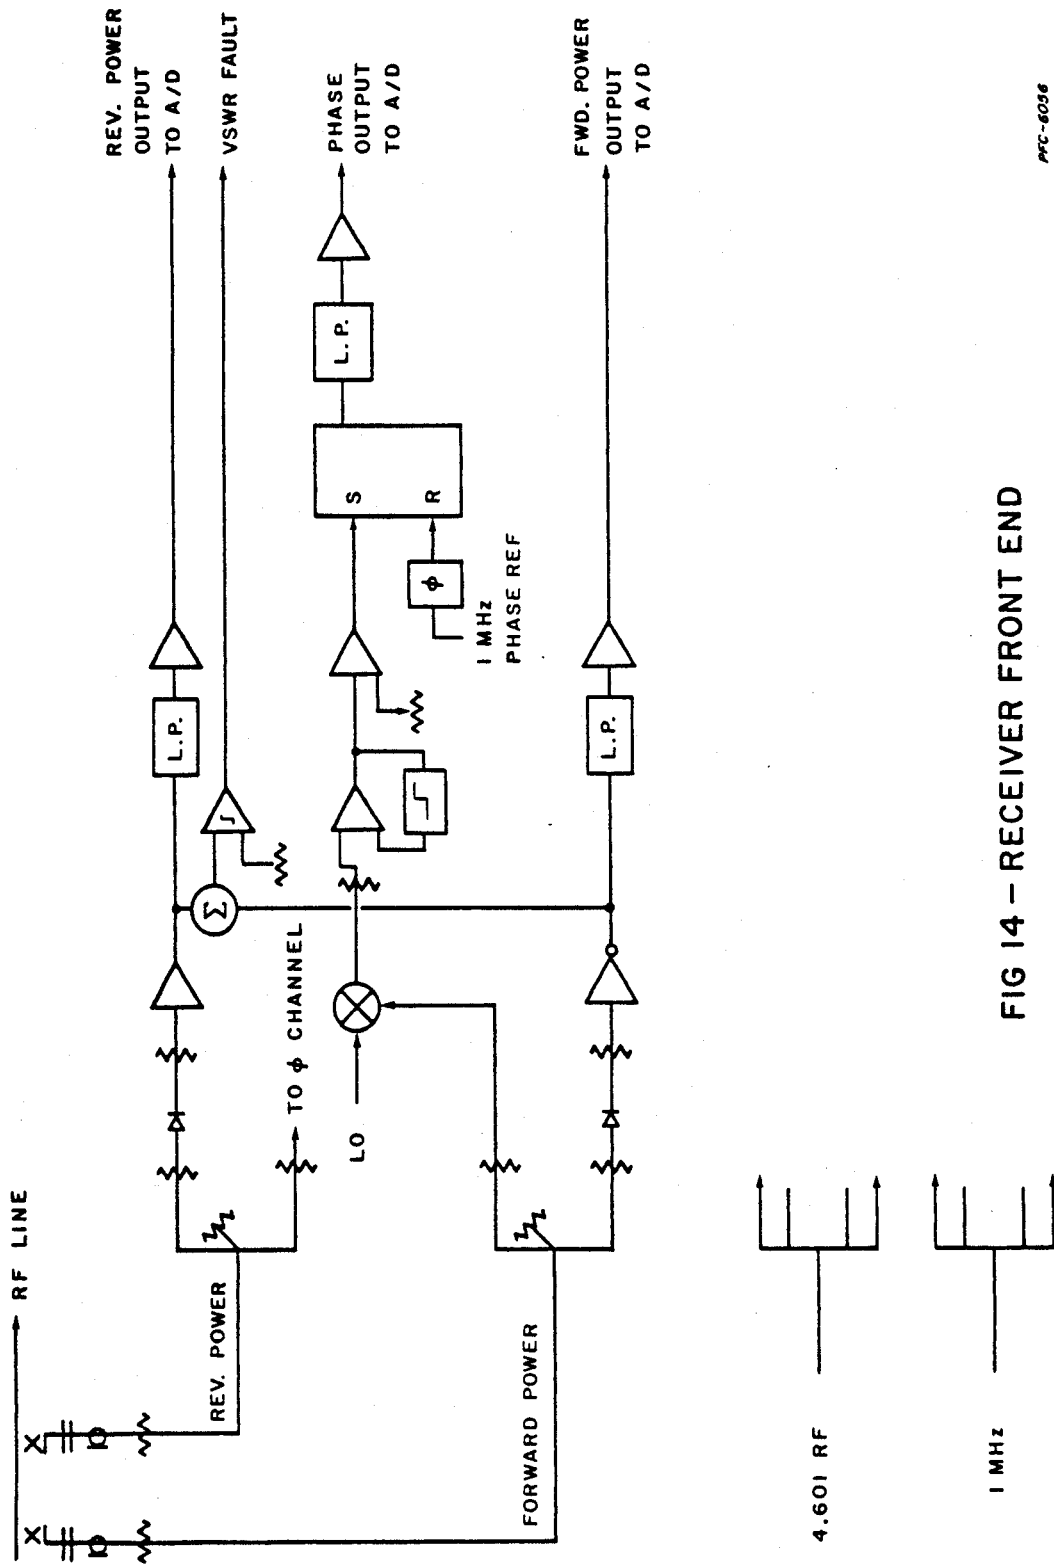 RF LINE
REV. POWER
FORWARD POWER
TO ϕ CHANNEL
LO
Σ
L.P.
REV. POWER
OUTPUT
TO A/D
VSWR FAULT
S
R
ϕ
1 MHz
PHASE REF
L.P.
PHASE
OUTPUT
TO A/D
L.P.
FWD. POWER
OUTPUT
TO A/D
4.601 RF
1 MHz
FIG 14 – RECEIVER FRONT END
PFC-6036